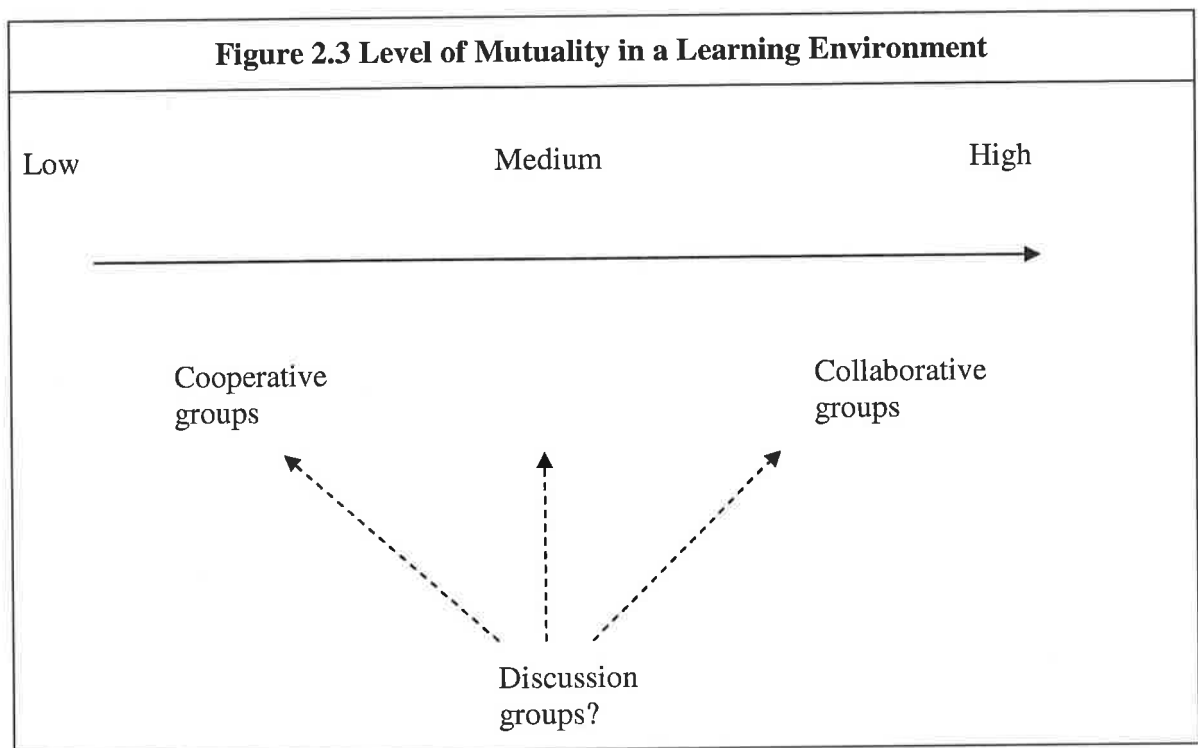 Figure 2.3 Level of Mutuality in a Learning Environment
Low Medium High
Cooperative
groups
Collaborative
groups
Discussion
groups?